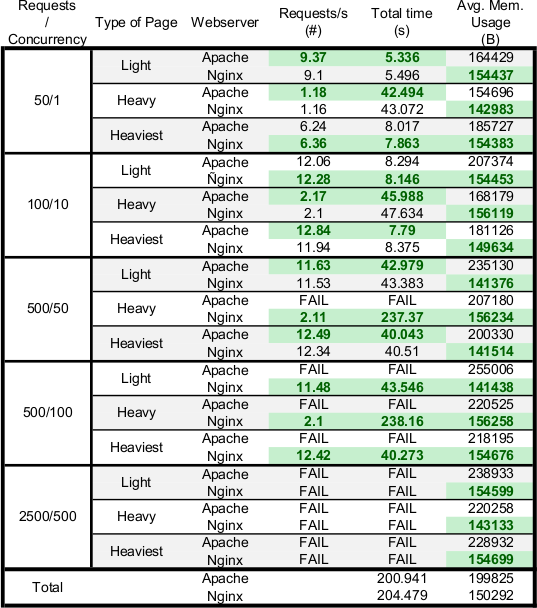 Requests / Concurrency Type of Page Webserver Requests/s (#) Total time (s) Avg. Mem. Usage (B)
50/1 Light Apache 9.37 5.336 164429
Nginx 9.1 5.496 154437
Heavy Apache 1.18 42.494 154696
Nginx 1.16 43.072 142983
Heaviest Apache 6.24 8.017 185727
Nginx 6.36 7.863 154383
100/10 Light Apache 12.06 8.294 207374
Ñginx 12.28 8.146 154453
Heavy Apache 2.17 45.988 168179
Nginx 2.1 47.634 156119
Heaviest Apache 12.84 7.79 181126
Nginx 11.94 8.375 149634
500/50 Light Apache 11.63 42.979 235130
Nginx 11.53 43.383 141376
Heavy Apache FAIL FAIL 207180
Nginx 2.11 237.37 156234
Heaviest Apache 12.49 40.043 200330
Nginx 12.34 40.51 141514
500/100 Light Apache FAIL FAIL 255006
Nginx 11.48 43.546 141438
Heavy Apache FAIL FAIL 220525
Nginx 2.1 238.16 156258
Heaviest Apache FAIL FAIL 218195
Nginx 12.42 40.273 154676
2500/500 Light Apache FAIL FAIL 238933
Nginx FAIL FAIL 154599
Heavy Apache FAIL FAIL 220258
Nginx FAIL FAIL 143133
Heaviest Apache FAIL FAIL 228932
Nginx FAIL FAIL 154699
Total Apache 200.941 199825
Nginx 204.479 150292